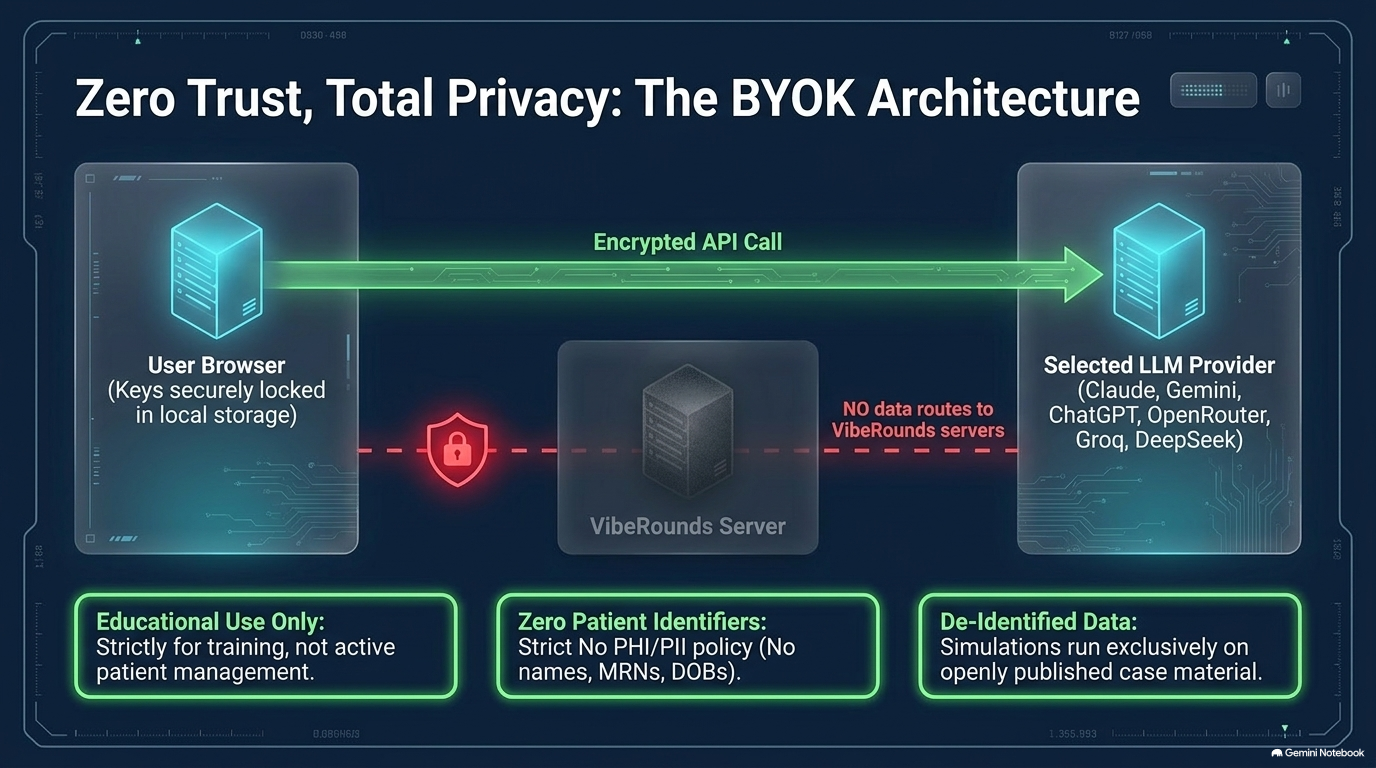 Zero Trust, Total Privacy: The BYOK Architecture
Encrypted API Call
User Browser
(Keys securely locked
in local storage)
NO data routes to
VibeRounds servers
VibeRounds Server
Selected LLM Provider
(Claude, Gemini,
ChatGPT, OpenRouter,
Groq, DeepSeek)
Educational Use Only:
Strictly for training, not active
patient management.
Zero Patient Identifiers:
Strict No PHI/PII policy (No
names, MRNs, DOBs).
De-Identified Data:
Simulations run exclusively on
openly published case material.
Gemini Notebook